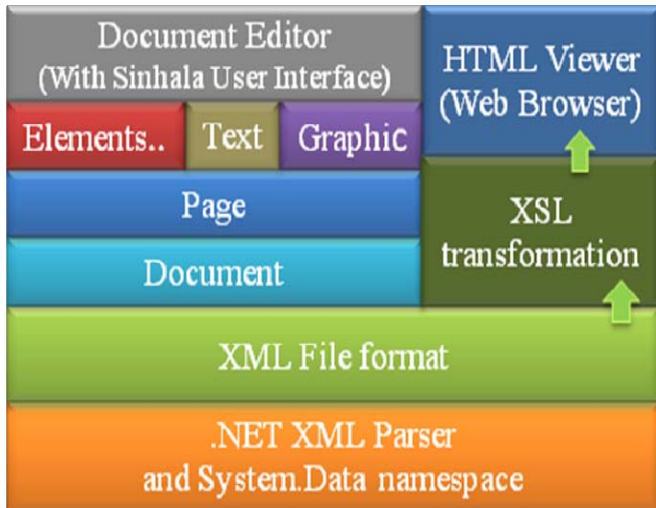 Document Editor
(With Sinhala User Interface)
HTML Viewer
(Web Browser)
Elements..
Text
Graphic
Page
XSL
transformation
Document
XML File format
.NET XML Parser
and System.Data namespace